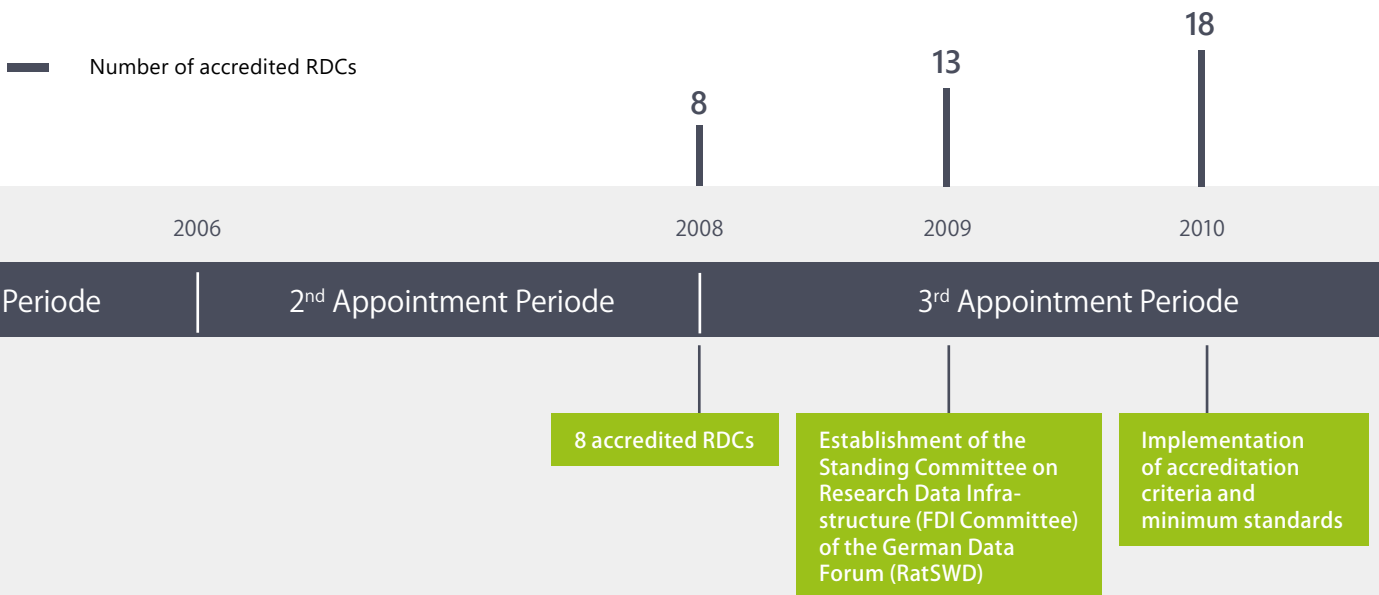 18
13
Number of accredited RDCs
8
2006 2008 2009 2010
Periode 2nd Appointment Periode 3rd Appointment Periode
8 accredited RDCs
Establishment of the
Standing Committee on
Research Data Infra-
structure (FDI Committee)
of the German Data
Forum (RatSWD)
Implementation
of accreditation
criteria and
minimum standards